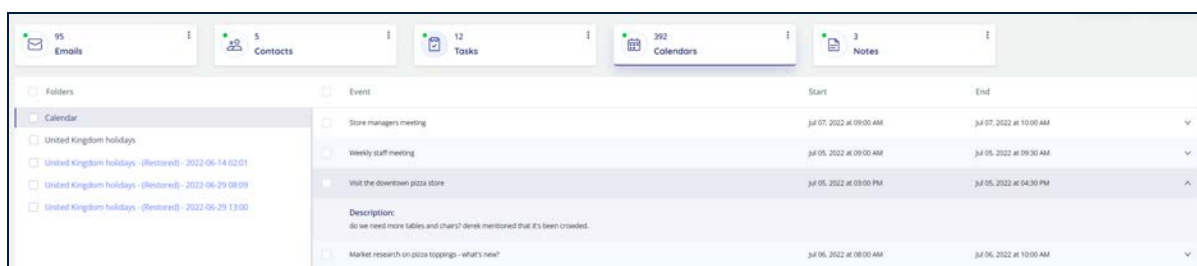 95
Emails
5
Contacts
12
Tasks
392
Calendars
3
Notes
Folders
Event Start End
Calendar
Store managers meeting Jul 07, 2022 at 09:00 AM Jul 07, 2022 at 10:00 AM
United Kingdom holidays
Weekly staff meeting Jul 05, 2022 at 09:00 AM Jul 05, 2022 at 09:30 AM
United Kingdom holidays - (Restored) - 2022-06-14 02:01
United Kingdom holidays - (Restored) - 2022-06-29 08:09
Visit the downtown pizza store Jul 05, 2022 at 03:00 PM Jul 05, 2022 at 04:30 PM
United Kingdom holidays - (Restored) - 2022-06-29 13:00
Description:
do we need more tables and chairs? derek mentioned that it's been crowded.
Market research on pizza toppings - what's new? Jul 06, 2022 at 08:00 AM Jul 06, 2022 at 10:00 AM